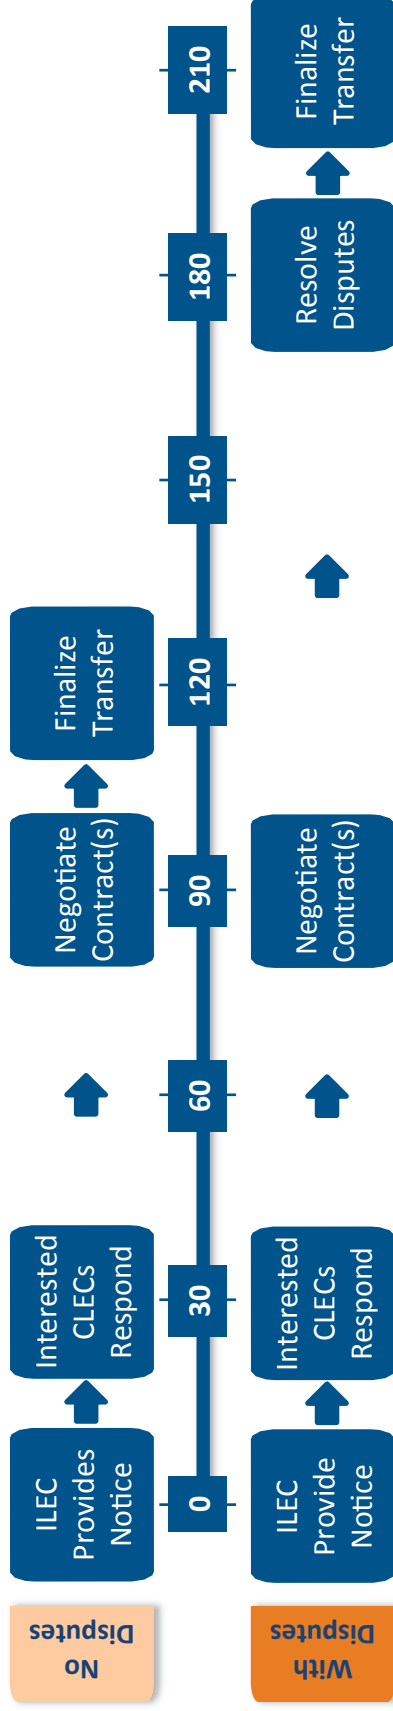 No
Disputes
ILEC
Provides
Notice
Interested
CLECs
Respond
Negotiate
Contract(s)
Finalize
Transfer
0
30
60
90
120
150
180
210
With
Disputes
ILEC
Provide
Notice
Interested
CLECs
Respond
Negotiate
Contract(s)
Resolve
Disputes
Finalize
Transfer